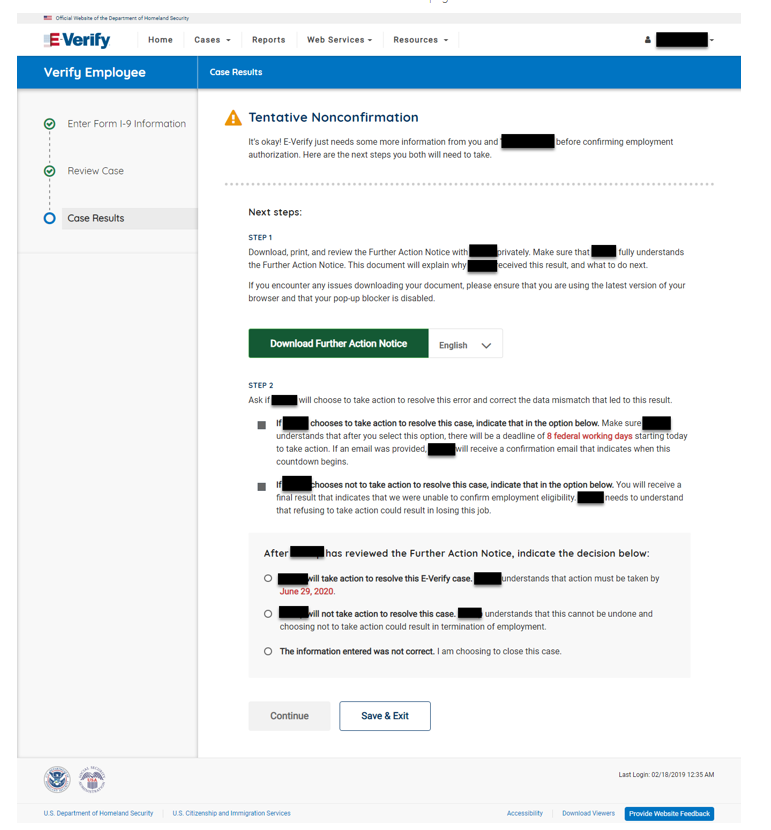 Official Website of the Department of Homeland Security
E-Verify
Home Cases Reports Web Services Resources
Verify Employee
Case Results
Enter Form I-9 Information
Review Case
Case Results
Tentative Nonconfirmation
It's okay! E-Verify just needs some more information from you and before confirming employment
authorization. Here are the next steps you both will need to take.
Next steps:
STEP 1
Download, print, and review the Further Action Notice with privately. Make sure that fully understands
the Further Action Notice. This document will explain why received this result, and what to do next.
If you encounter any issues downloading your document, please ensure that you are using the latest version of your
browser and that your pop-up blocker is disabled.
Download Further Action Notice English
STEP 2
Ask if will choose to take action to resolve this error and correct the data mismatch that led to this result.
If chooses to take action to resolve this case, indicate that in the option below. Make sure
understands that after you select this option, there will be a deadline of 8 federal working days starting today
to take action. If an email was provided, will receive a confirmation email that indicates when this
countdown begins.
If chooses not to take action to resolve this case, indicate that in the option below. You will receive a
final result that indicates that we were unable to confirm employment eligibility. needs to understand
that refusing to take action could result in losing this job.
After has reviewed the Further Action Notice, indicate the decision below:
will take action to resolve this E-Verify case. understands that action must be taken by
June 29, 2020.
will not take action to resolve this case. understands that this cannot be undone and
choosing not to take action could result in termination of employment.
The information entered was not correct. I am choosing to close this case.
Continue Save & Exit
Last Login: 02/18/2019 12:35 AM
U.S. Department of Homeland Security U.S. Citizenship and Immigration Services Accessibility Download Viewers Provide Website Feedback